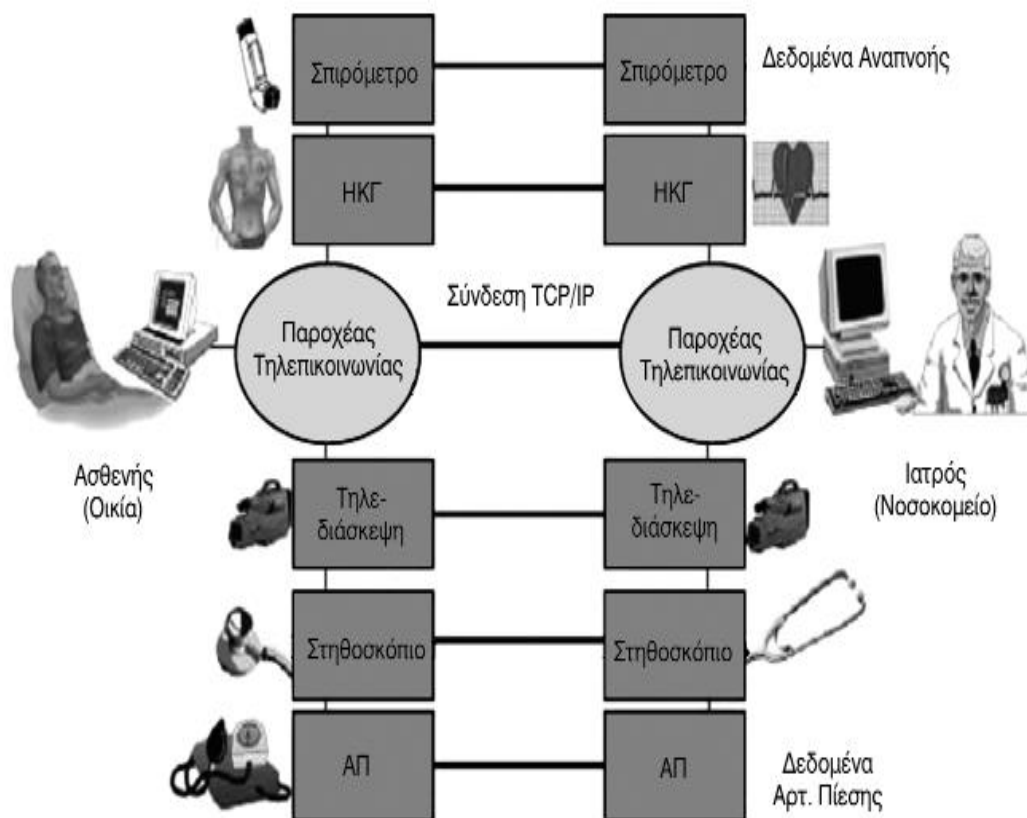 Σπιρόμετρο
Σπιρόμετρο
Δεδομένα Αναπνοής
ΗΚΓ
ΗΚΓ
Σύνδεση TCP/IP
Παροχέας
Τηλεπικοινωνίας
Παροχέας
Τηλεπικοινωνίας
Ασθενής
(Οικία)
Ιατρός
(Νοσοκομείο)
Τηλε-
διάσκεψη
Τηλε-
διάσκεψη
Στηθοσκόπιο
Στηθοσκόπιο
ΑΠ
ΑΠ
Δεδομένα
Αρτ. Πίεσης